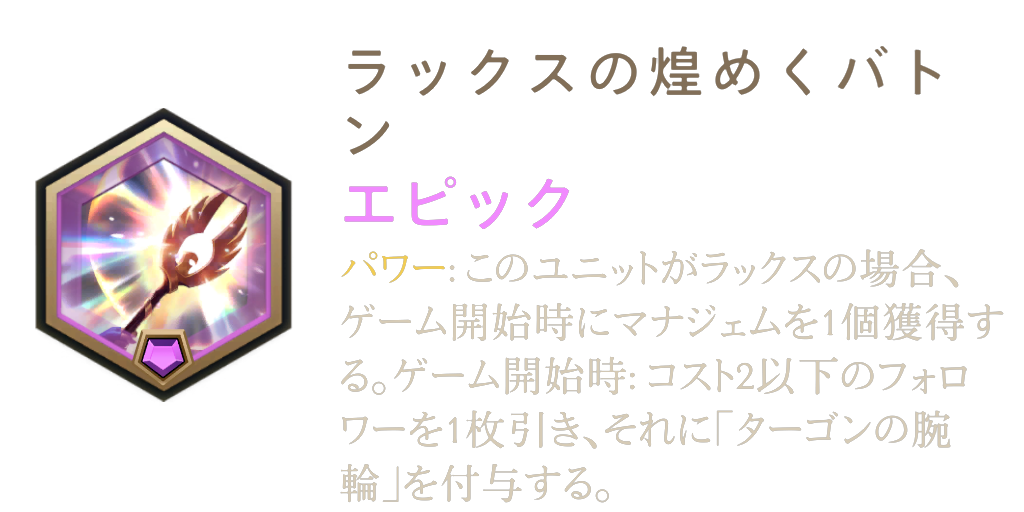 ラックスの煌めくバト
ン
エピック
パワー: このユニットがラックスの場合、
ゲーム開始時にマナジェムを1個獲得す
る。ゲーム開始時: コスト2以下のフォロ
ワーを1枚引き、それに「ターゴンの腕
輪」を付与する。